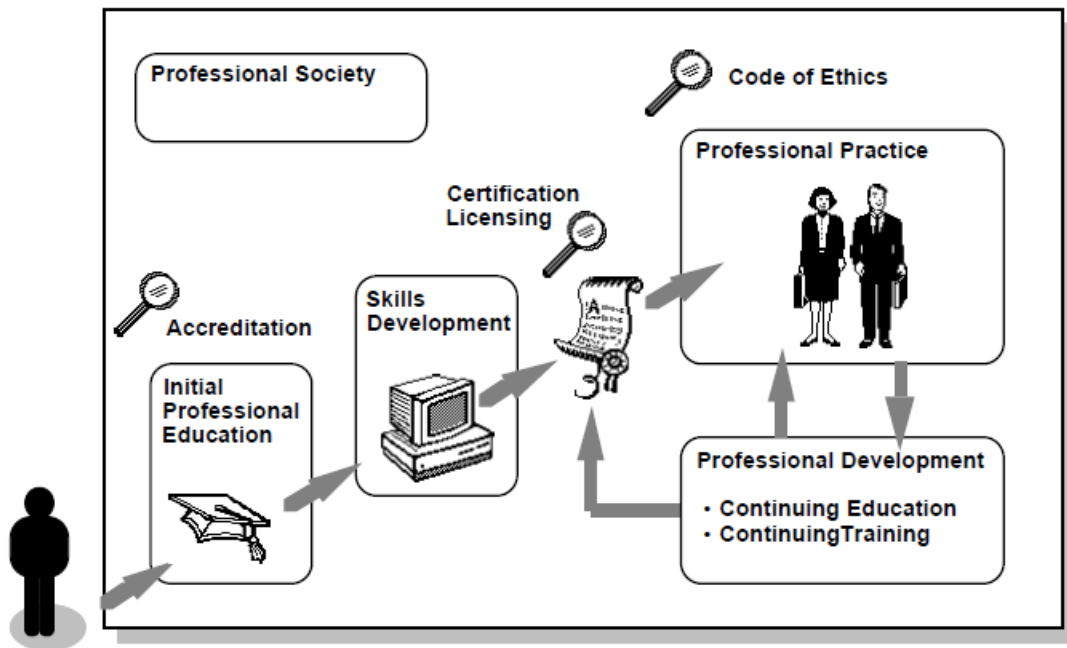 Professional Society
Code of Ethics
Professional Practice
Certification
Licensing
Skills
Development
Accreditation
Initial
Professional
Education
Professional Development
• Continuing Education
• ContinuingTraining